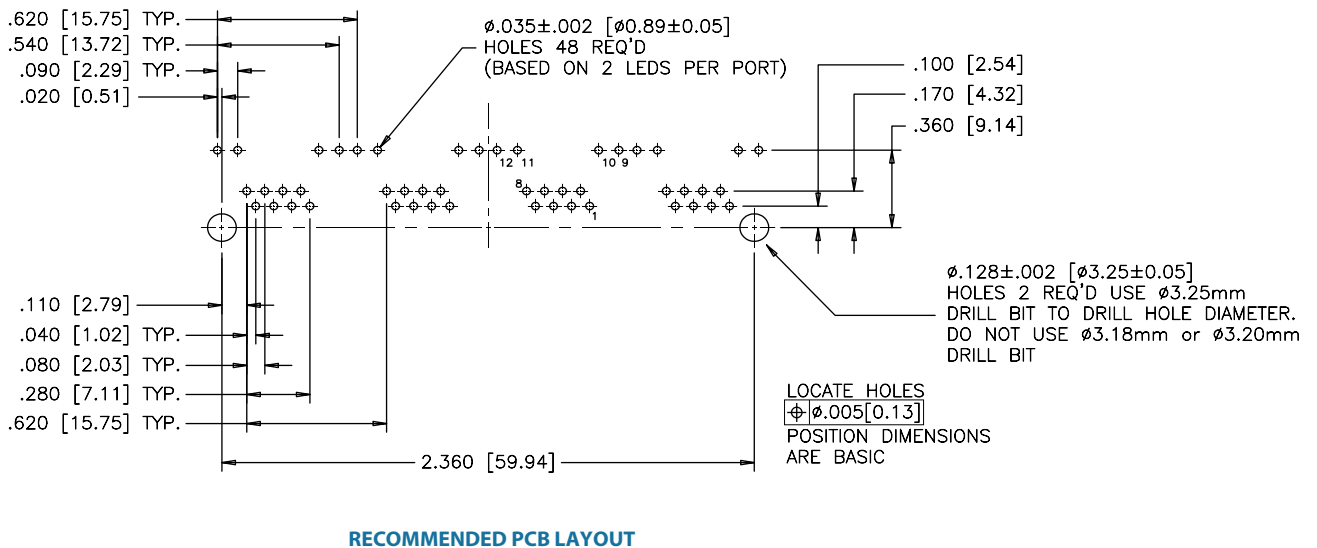 .620 [15.75] TYP.
.540 [13.72] TYP.
.090 [2.29] TYP.
.020 [0.51]
ø.035±.002 [ø0.89±0.05]
HOLES 48 REQ'D
(BASED ON 2 LEDS PER PORT)
.100 [2.54]
.170 [4.32]
.360 [9.14]
12 11
10 9
8
1
.110 [2.79]
.040 [1.02] TYP.
.080 [2.03] TYP.
.280 [7.11] TYP.
.620 [15.75] TYP.
2.360 [59.94]
ø.128±.002 [ø3.25±0.05]
HOLES 2 REQ'D USE ø3.25mm
DRILL BIT TO DRILL HOLE DIAMETER.
DO NOT USE ø3.18mm or ø3.20mm
DRILL BIT
LOCATE HOLES
⌖ ø.005[0.13]
POSITION DIMENSIONS
ARE BASIC
RECOMMENDED PCB LAYOUT